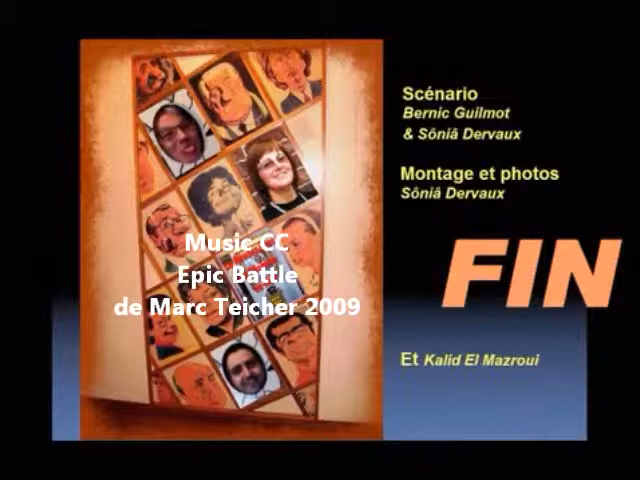 Scénario
Bernic Guilmot
& Sôniâ Dervaux
Montage et photos
Sôniâ Dervaux
Music CC
Epic Battle
de Marc Teicher 2009
FIN
Et Kalid El Mazroui